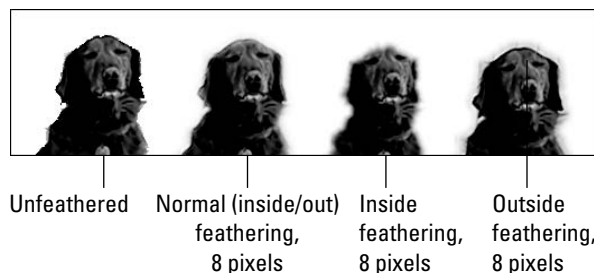 Unfeathered
Normal (inside/out)
feathering,
8 pixels
Inside
feathering,
8 pixels
Outside
feathering,
8 pixels